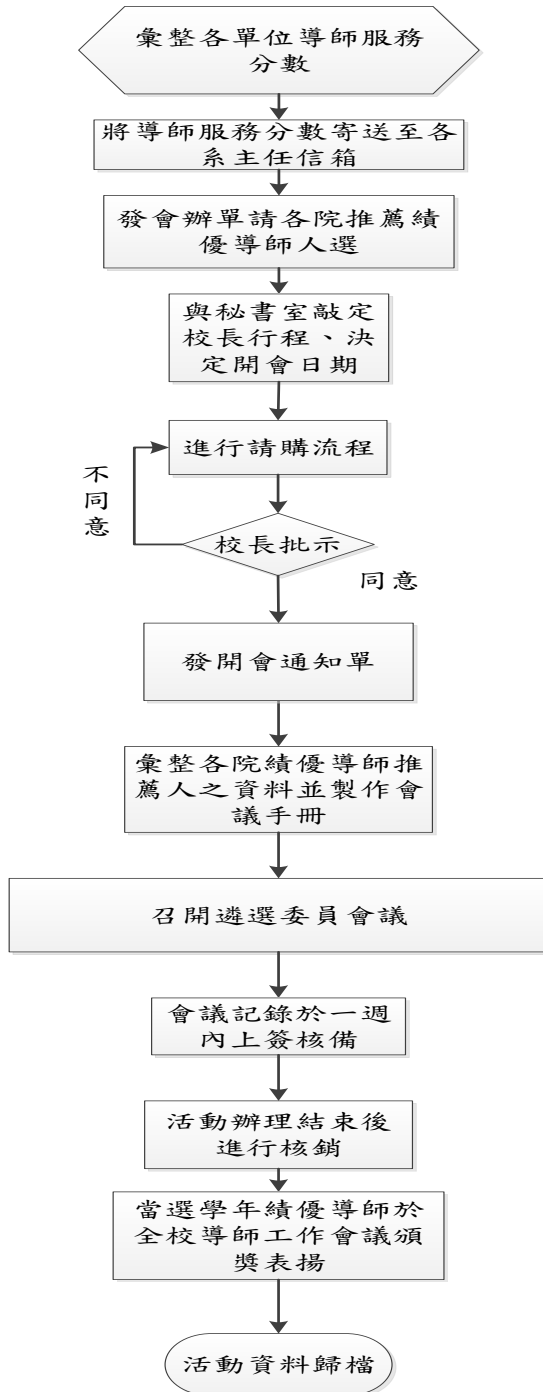 彙整各單位導師服務
分數
將導師服務分數寄送至各
系主任信箱
發會辦單請各院推薦績
優導師人選
與秘書室敲定
校長行程、決
定開會日期
進行請購流程
不
同
意
校長批示
同意
發開會通知單
彙整各院績優導師推
薦人之資料並製作會
議手冊
召開遴選委員會議
會議記錄於一週
內上簽核備
活動辦理結束後
進行核銷
當選學年績優導師於
全校導師工作會議頒
獎表揚
活動資料歸檔